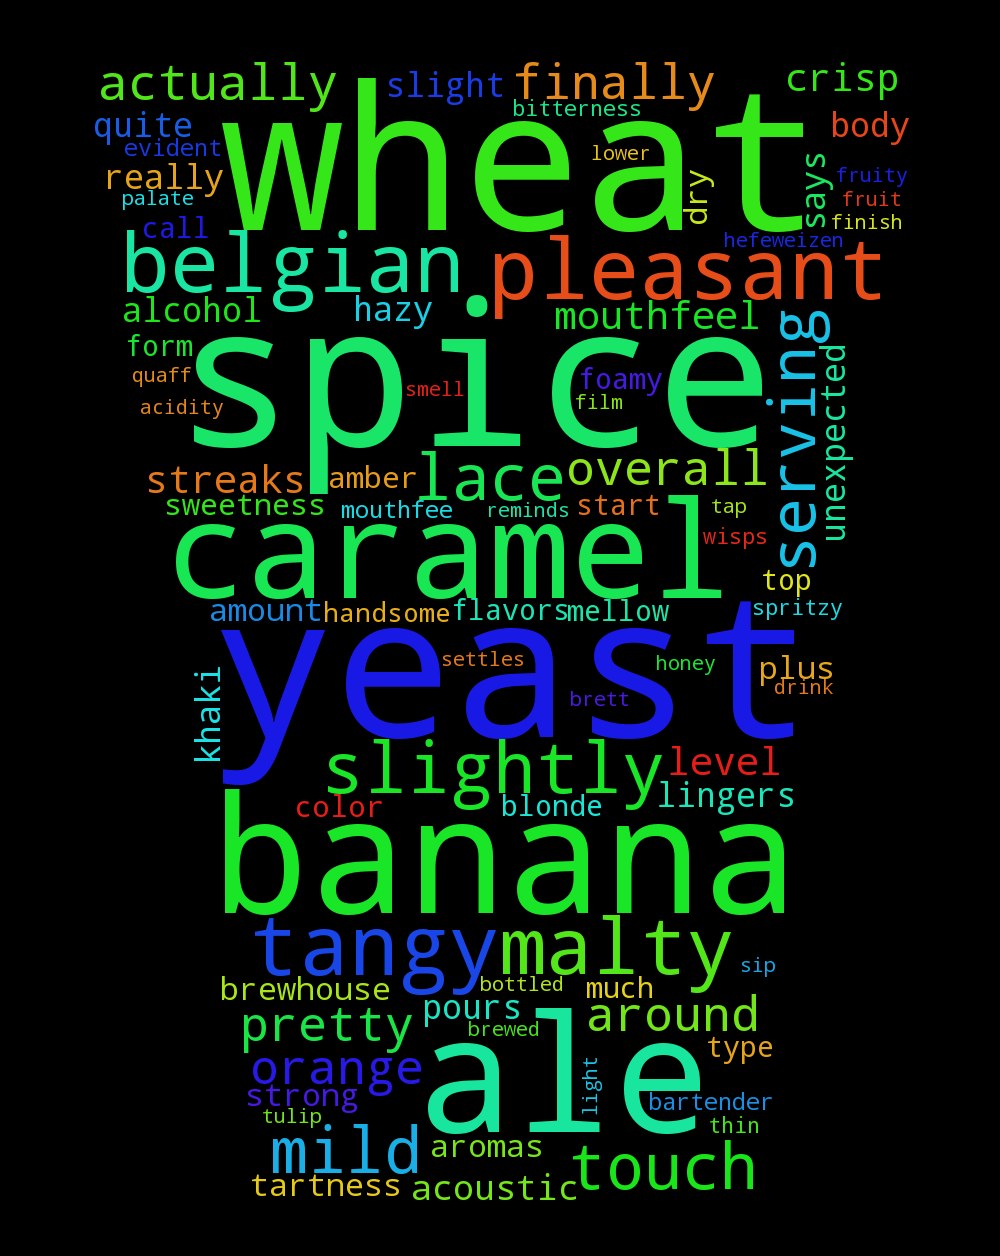 actually
slight
finally
crisp
bitterness
quite
wheat
body
evident
lower
really
dry
says
fruity
palate
fruit
call
finish
belgian
pleasant
hefeweizen
alcohol
hazy
mouthfeel
serving
form
spice
unexpected
quaff
smell
foamy
acidity
film
streaks
amber
lace
overall
sweetness
mouthfee
reminds
start
tap
caramel
wisps
top
amount
handsome
flavors
mellow
spritzy
yeast
settles
honey
plus
khaki
brett
drink
slightly
level
color
blonde
lingers
banana
tangy
malty
sip
brewhouse
bottled
much
pretty
pours
around
brewed
orange
ale
type
strong
light
bartender
tulip
thin
mild
aromas
touch
tartness
acoustic